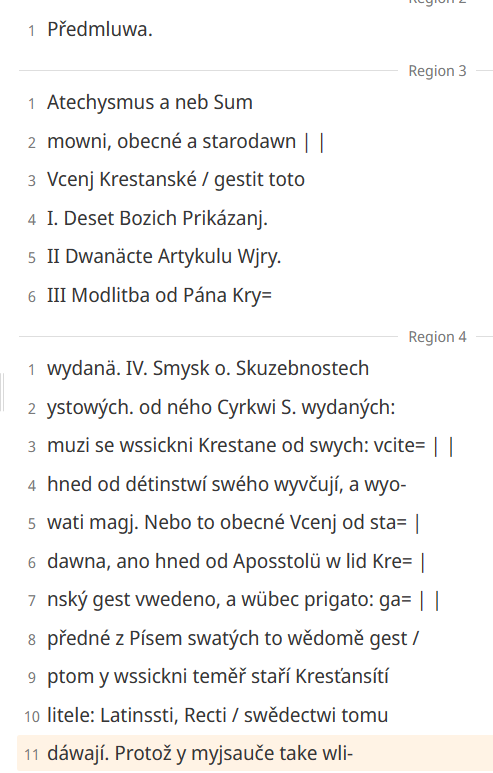 Region 2
1 Předmluwa.
Region 3
1 Atechysmus a neb Sum
2 mowni, obecné a starodawn | |
3 Vcenj Krestanské / gestit toto
4 I. Deset Bozich Prikázanj.
5 II Dwanäcte Artykulu Wjry.
6 III Modlitba od Pána Kry=
Region 4
1 wydanä. IV. Smysk o. Skuzebnostech
2 ystowých. od ného Cyrkwi S. wydaných:
3 muzi se wssickni Krestane od swych: vcite= | |
4 hned od détinstwí swého wyvčují, a wyo-
5 wati magj. Nebo to obecné Vcenj od sta= |
6 dawna, ano hned od Aposstolü w lid Kre= |
7 nský gest vwedeno, a wübec prigato: ga= | |
8 předné z Písem swatých to wědomě gest /
9 ptom y wssickni teměř staří Kresťansítí
10 litele: Latinssti, Recti / swědectwi tomu
11 dáwají. Protož y myjsauče take wli-